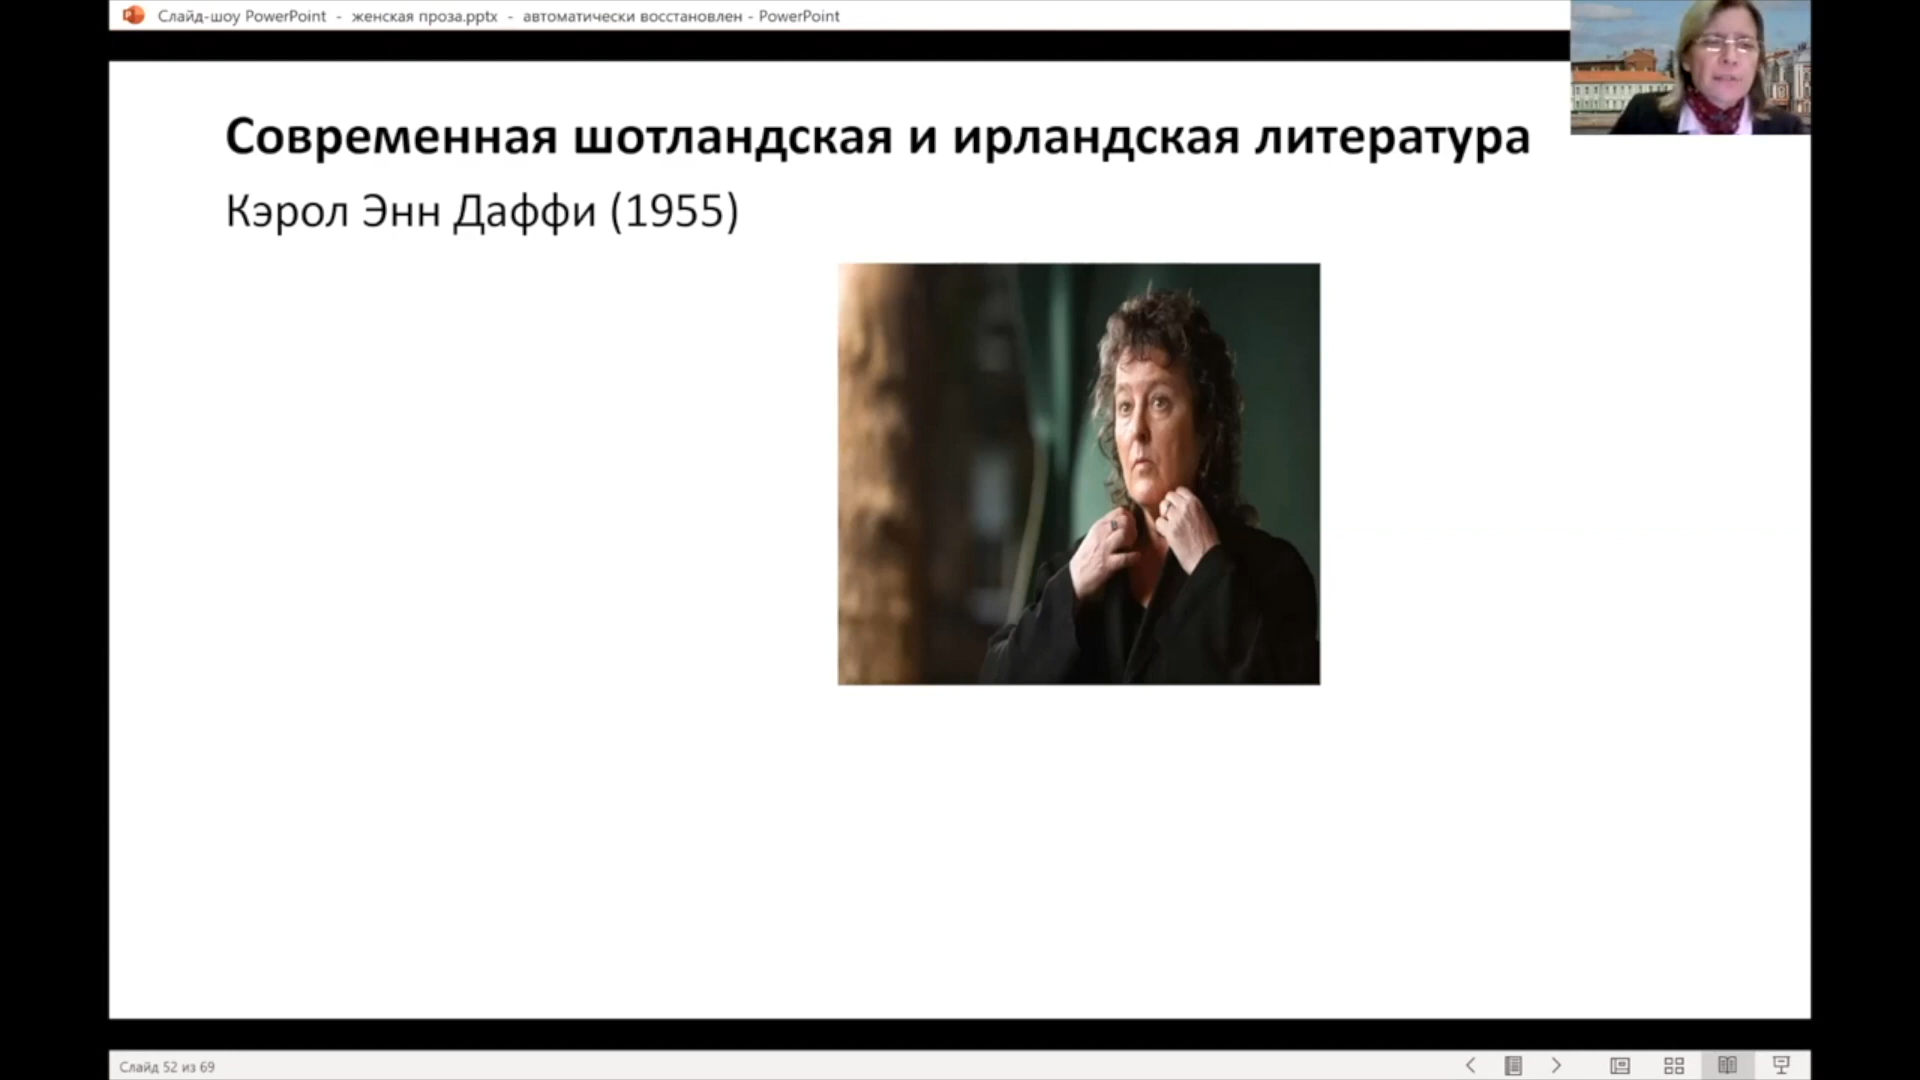 Слайд-шоу PowerPoint - женская проза.pptx - автоматически восстановлен - PowerPoint
Современная шотландская и ирландская литература
Кэрол Энн Даффи (1955)
Слайд 52 из 69